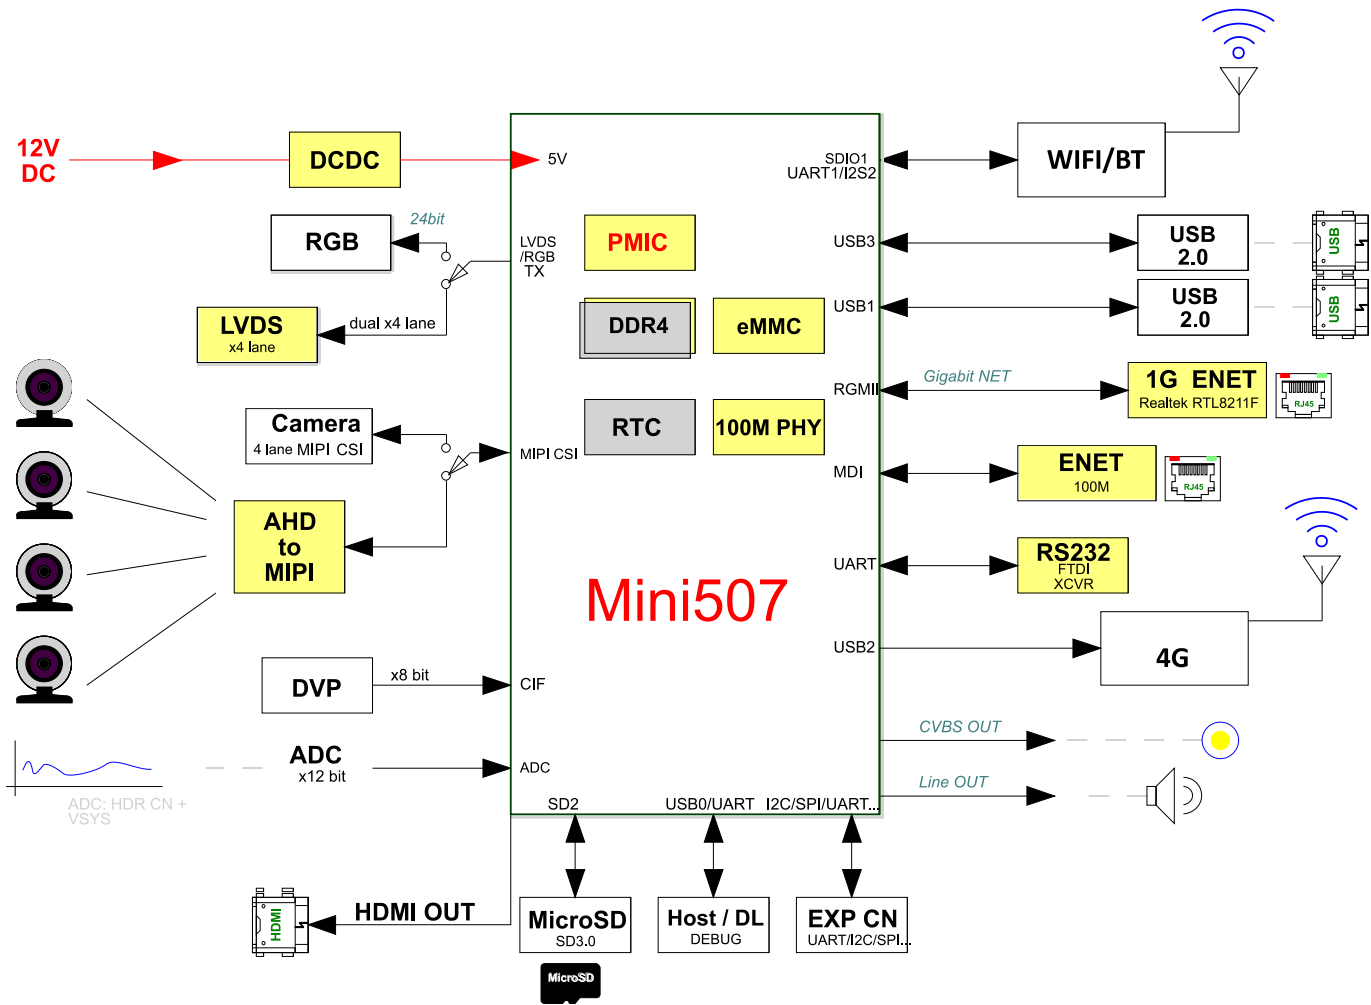 12V
DC
DCDC
5V
SDIO1
UART1/I2S2
WIFI/BT
24bit
RGB
LVDS
/RGB
TX
PMIC
USB3
USB
2.0
USB
LVDS
x4 lane
dual x4 lane
DDR4
eMMC
USB1
USB
2.0
USB
RGMII
Gigabit NET
1G ENET
Realtek RTL8211F
RJ45
Camera
4 lane MIPI CSI
MIPI CSI
RTC
100M PHY
MDI
ENET
100M
RJ45
AHD
to
MIPI
Mini507
UART
RS232
FTDI
XCVR
USB2
4G
DVP
x8 bit
CIF
CVBS OUT
ADC
x12 bit
ADC
Line OUT
ADC: HDR CN +
VSYS
SD2
USB0/UART
I2C/SPI/UART...
HDMI
HDMI OUT
MicroSD
SD3.0
Host / DL
DEBUG
EXP CN
UART/I2C/SPI...
MicroSD